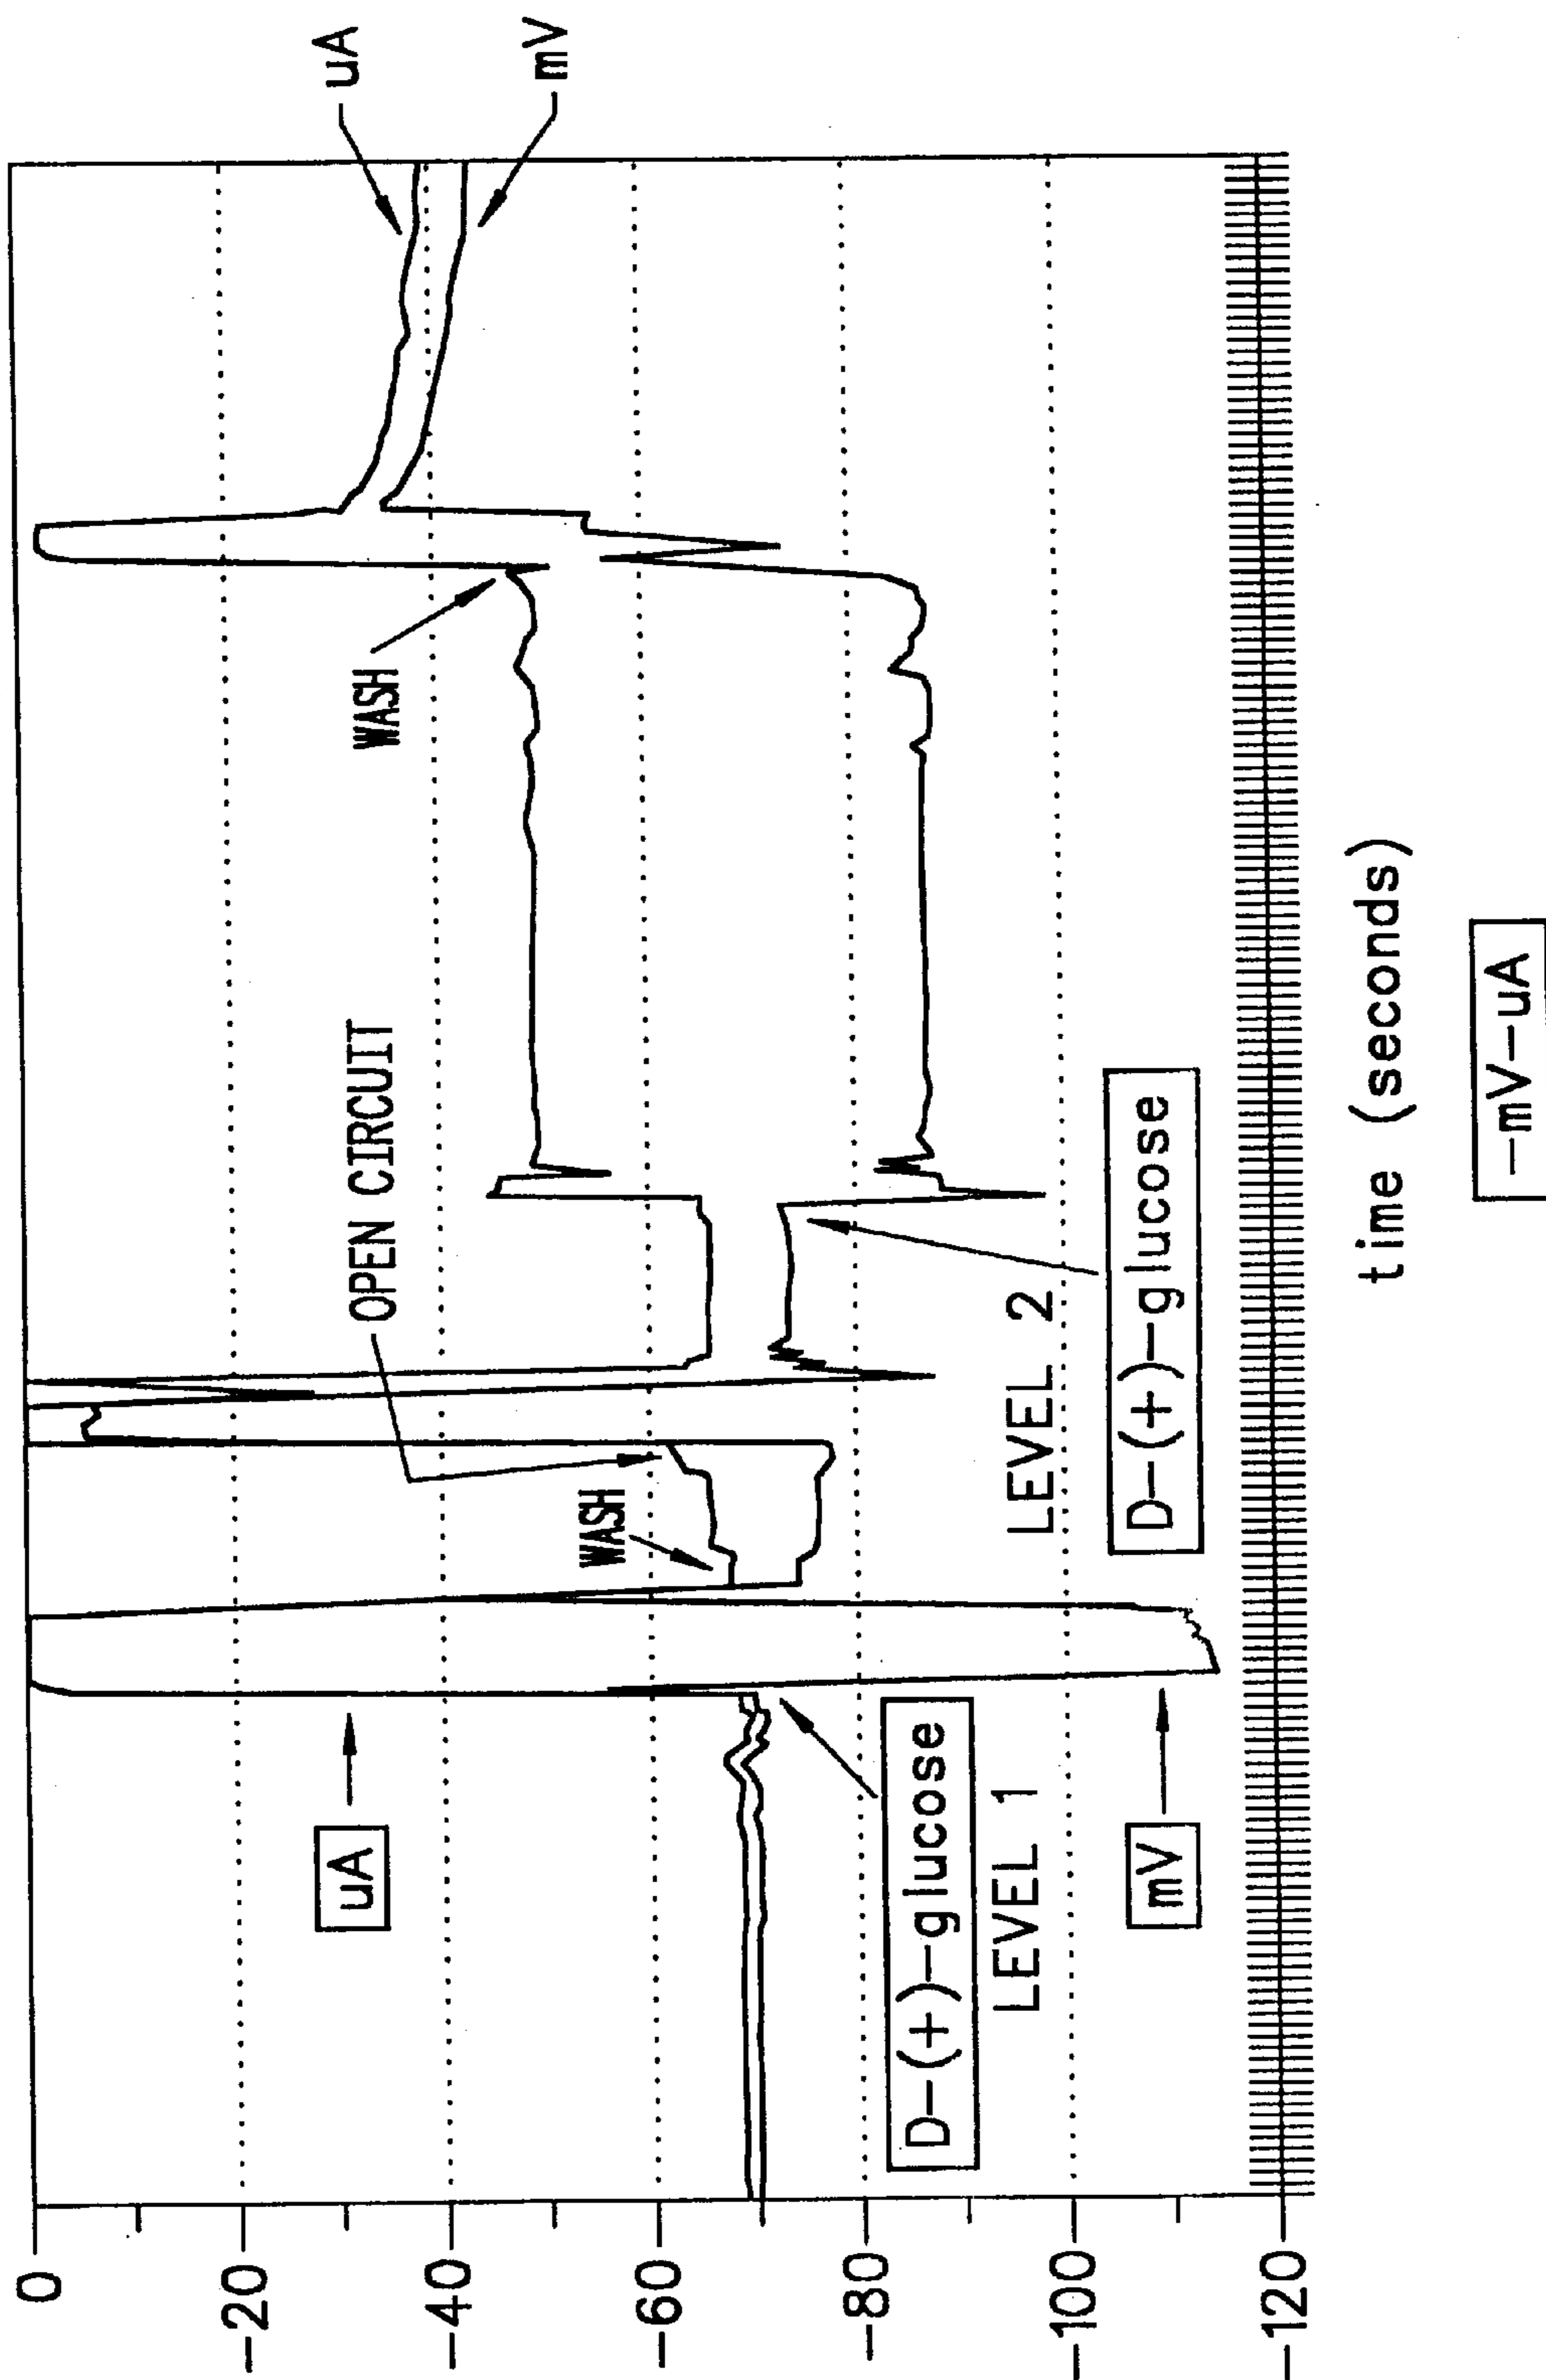 0
-20
-40
-60
-80
-100
-120
uA
D-(+)-glucose
LEVEL 1
mV
WASH
OPEN CIRCUIT
LEVEL 2
D-(+)-glucose
WASH
uA
mV
time (seconds)
-mV-uA